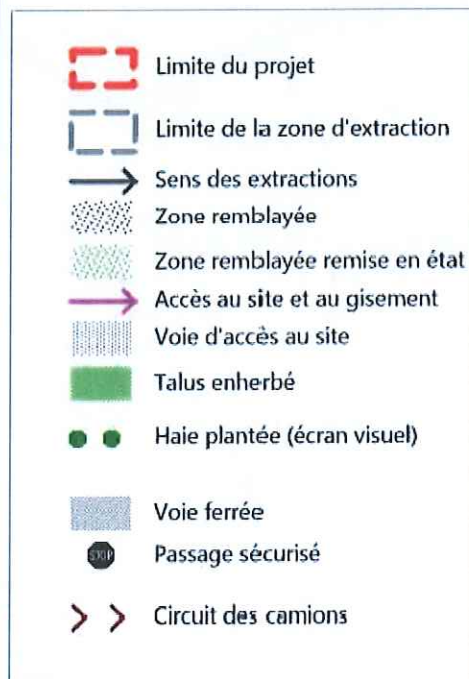 Limite du projet
Limite de la zone d'extraction
Sens des extractions
Zone remblayée
Zone remblayée remise en état
Accès au site et au gisement
Voie d'accès au site
Talus enherbé
Haie plantée (écran visuel)
Voie ferrée
STOP Passage sécurisé
Circuit des camions